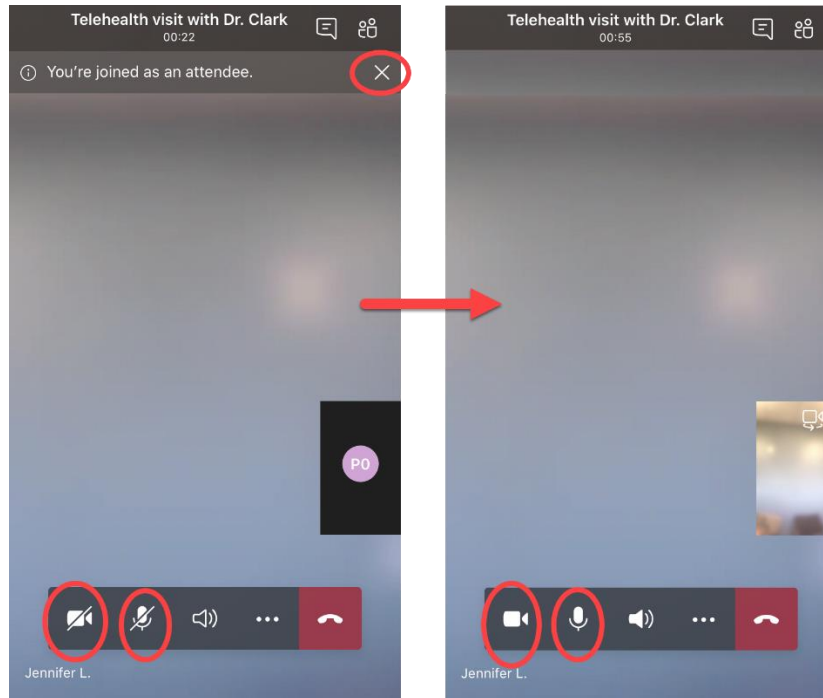 Telehealth visit with Dr. Clark
00:22
You're joined as an attendee.
P0
Jennifer L.
Telehealth visit with Dr. Clark
00:55
Jennifer L.